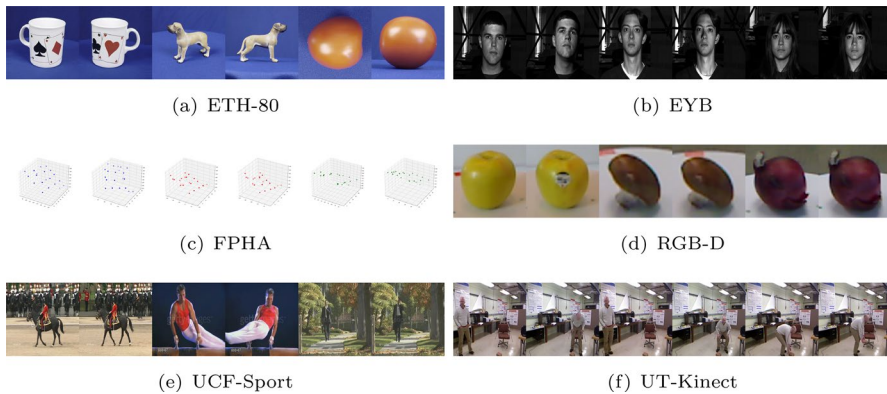 (a) ETH-80
(b) EYB
(c) FPHA
(d) RGB-D
(e) UCF-Sport
(f) UT-Kinect